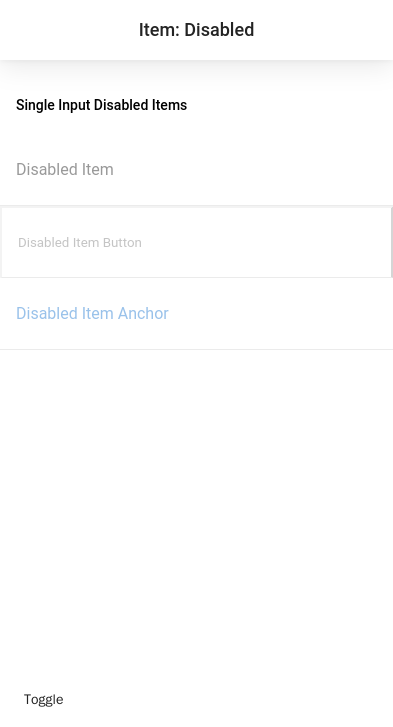 Item: Disabled
Single Input Disabled Items
Disabled Item
Disabled Item Button
Disabled Item Anchor
Toggle